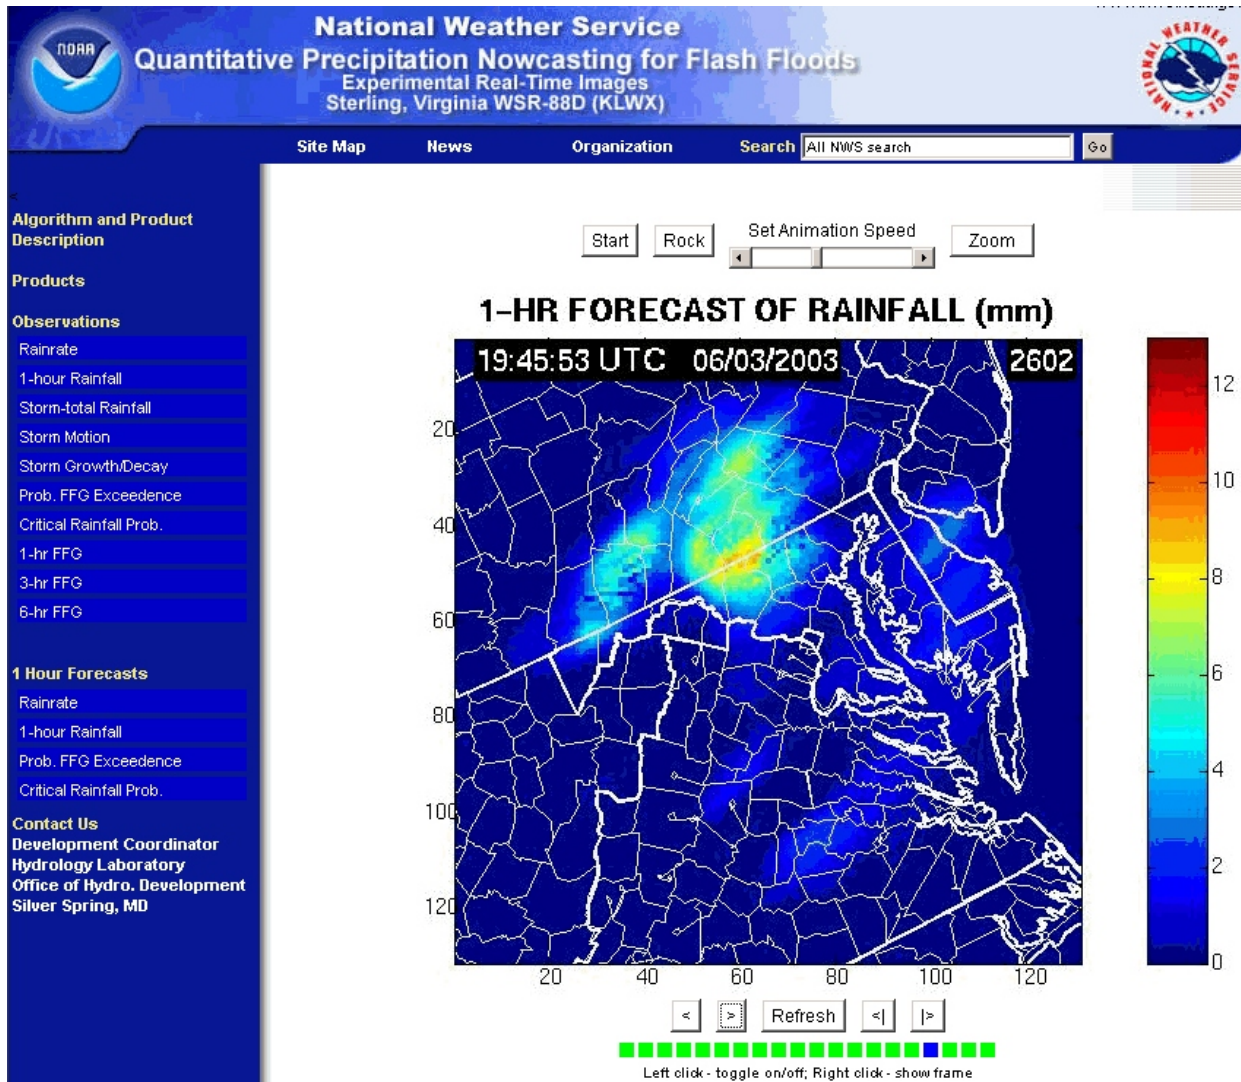 National Weather Service
Quantitative Precipitation Nowcasting for Flash Floods
Experimental Real-Time Images
Sterling, Virginia WSR-88D (KLWX)
NOAA
NATIONAL WEATHER SERVICE
Site Map News Organization Search All NWS search Go
<
Algorithm and Product
Description
Products
Observations
Rainrate
1-hour Rainfall
Storm-total Rainfall
Storm Motion
Storm Growth/Decay
Prob. FFG Exceedence
Critical Rainfall Prob.
1-hr FFG
3-hr FFG
6-hr FFG
1 Hour Forecasts
Rainrate
1-hour Rainfall
Prob. FFG Exceedence
Critical Rainfall Prob.
Contact Us
Development Coordinator
Hydrology Laboratory
Office of Hydro. Development
Silver Spring, MD
Start Rock Set Animation Speed Zoom
1-HR FORECAST OF RAINFALL (mm)
19:45:53 UTC 06/03/2003 2602
20
40
60
80
100
120
20 40 60 80 100 120
12
10
8
6
4
2
0
< > Refresh <| |>
Left click - toggle on/off; Right click - show frame